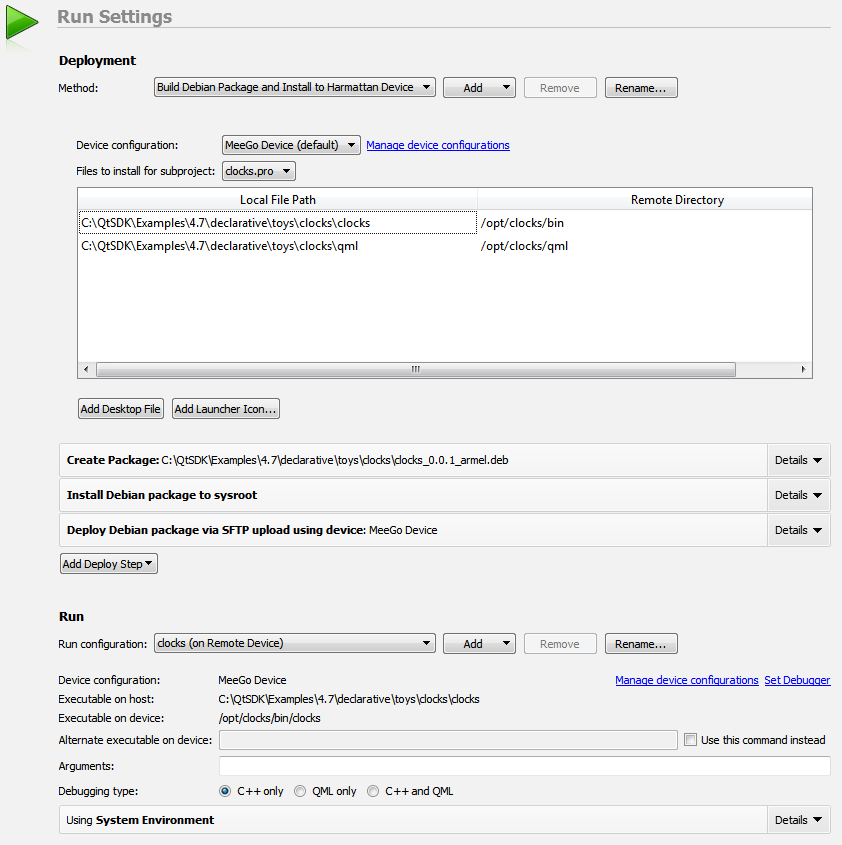 Run Settings
Deployment
Method: Build Debian Package and Install to Harmattan Device Add Remove Rename...
Device configuration: MeeGo Device (default) Manage device configurations
Files to install for subproject: clocks.pro
Local File Path Remote Directory
C:\QtSDK\Examples\4.7\declarative\toys\clocks\clocks /opt/clocks/bin
C:\QtSDK\Examples\4.7\declarative\toys\clocks\qml /opt/clocks/qml
Add Desktop File Add Launcher Icon...
Create Package: C:\QtSDK\Examples\4.7\declarative\toys\clocks\clocks_0.0.1_armel.deb Details
Install Debian package to sysroot Details
Deploy Debian package via SFTP upload using device: MeeGo Device Details
Add Deploy Step
Run
Run configuration: clocks (on Remote Device) Add Remove Rename...
Device configuration: MeeGo Device Manage device configurations Set Debugger
Executable on host: C:\QtSDK\Examples\4.7\declarative\toys\clocks\clocks
Executable on device: /opt/clocks/bin/clocks
Alternate executable on device: Use this command instead
Arguments:
Debugging type: C++ only QML only C++ and QML
Using System Environment Details